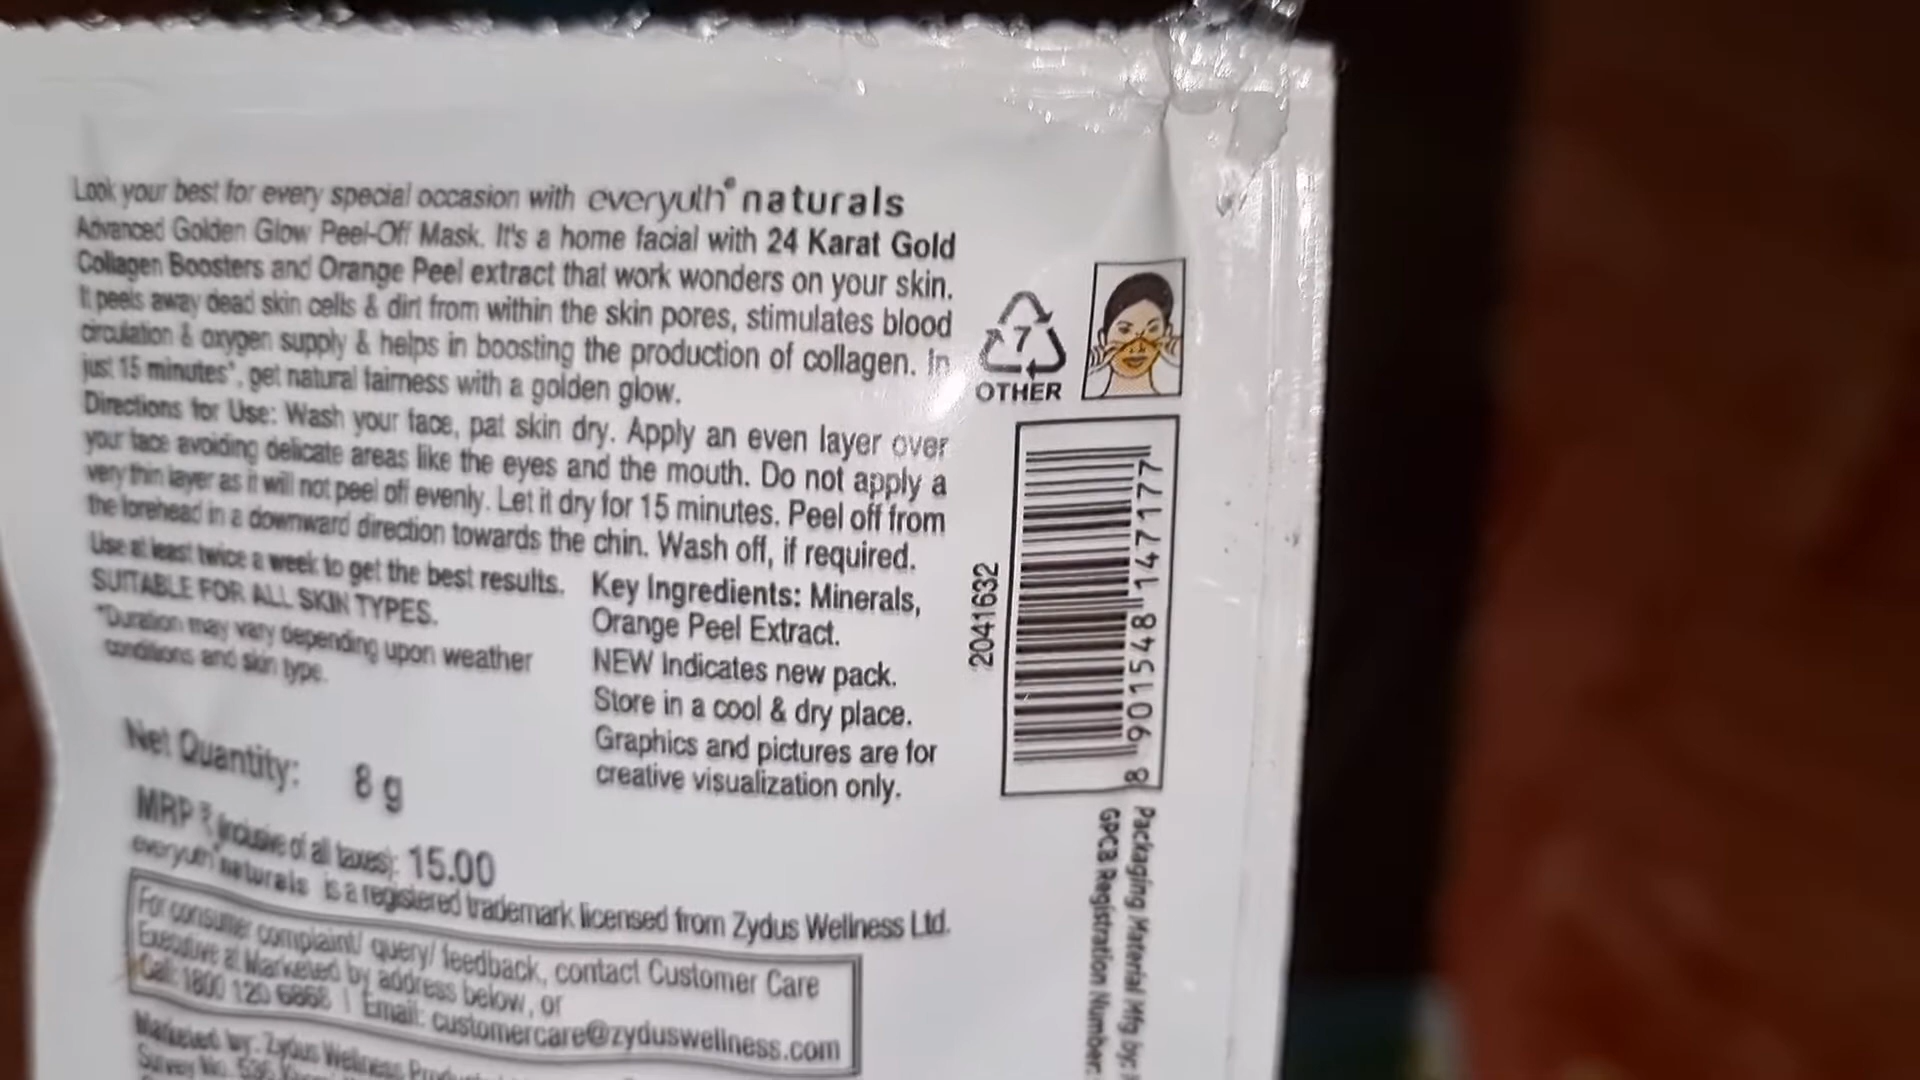 Look your best for every special occasion with everyuth® naturals
Advanced Golden Glow Peel-Off Mask. It's a home facial with 24 Karat Gold
Collagen Boosters and Orange Peel extract that work wonders on your skin.
It peels away dead skin cells & dirt from within the skin pores, stimulates blood
circulation & oxygen supply & helps in boosting the production of collagen. In
just 15 minutes*, get natural fairness with a golden glow.
Directions for Use: Wash your face, pat skin dry. Apply an even layer over
your face avoiding delicate areas like the eyes and the mouth. Do not apply a
very thin layer as it will not peel off evenly. Let it dry for 15 minutes. Peel off from
the forehead in a downward direction towards the chin. Wash off, if required.
Use at least twice a week to get the best results.
SUITABLE FOR ALL SKIN TYPES.
*Duration may vary depending upon weather
conditions and skin type.
Key Ingredients: Minerals,
Orange Peel Extract.
NEW Indicates new pack.
Store in a cool & dry place.
Graphics and pictures are for
creative visualization only.
Net Quantity: 8 g
MRP ₹ (inclusive of all taxes): 15.00
everyuth® naturals is a registered trademark licensed from Zydus Wellness Ltd.
For consumer complaint/ query/ feedback, contact Customer Care
Executive at Marketed by address below, or
Call: 1800 120 6868 | Email: customercare@zyduswellness.com
Marketed by: Zydus Wellness
Survey No. 536
7
OTHER
2041632
8 901548 147177
Packaging Material Mfg by:
GPCB Registration Number: